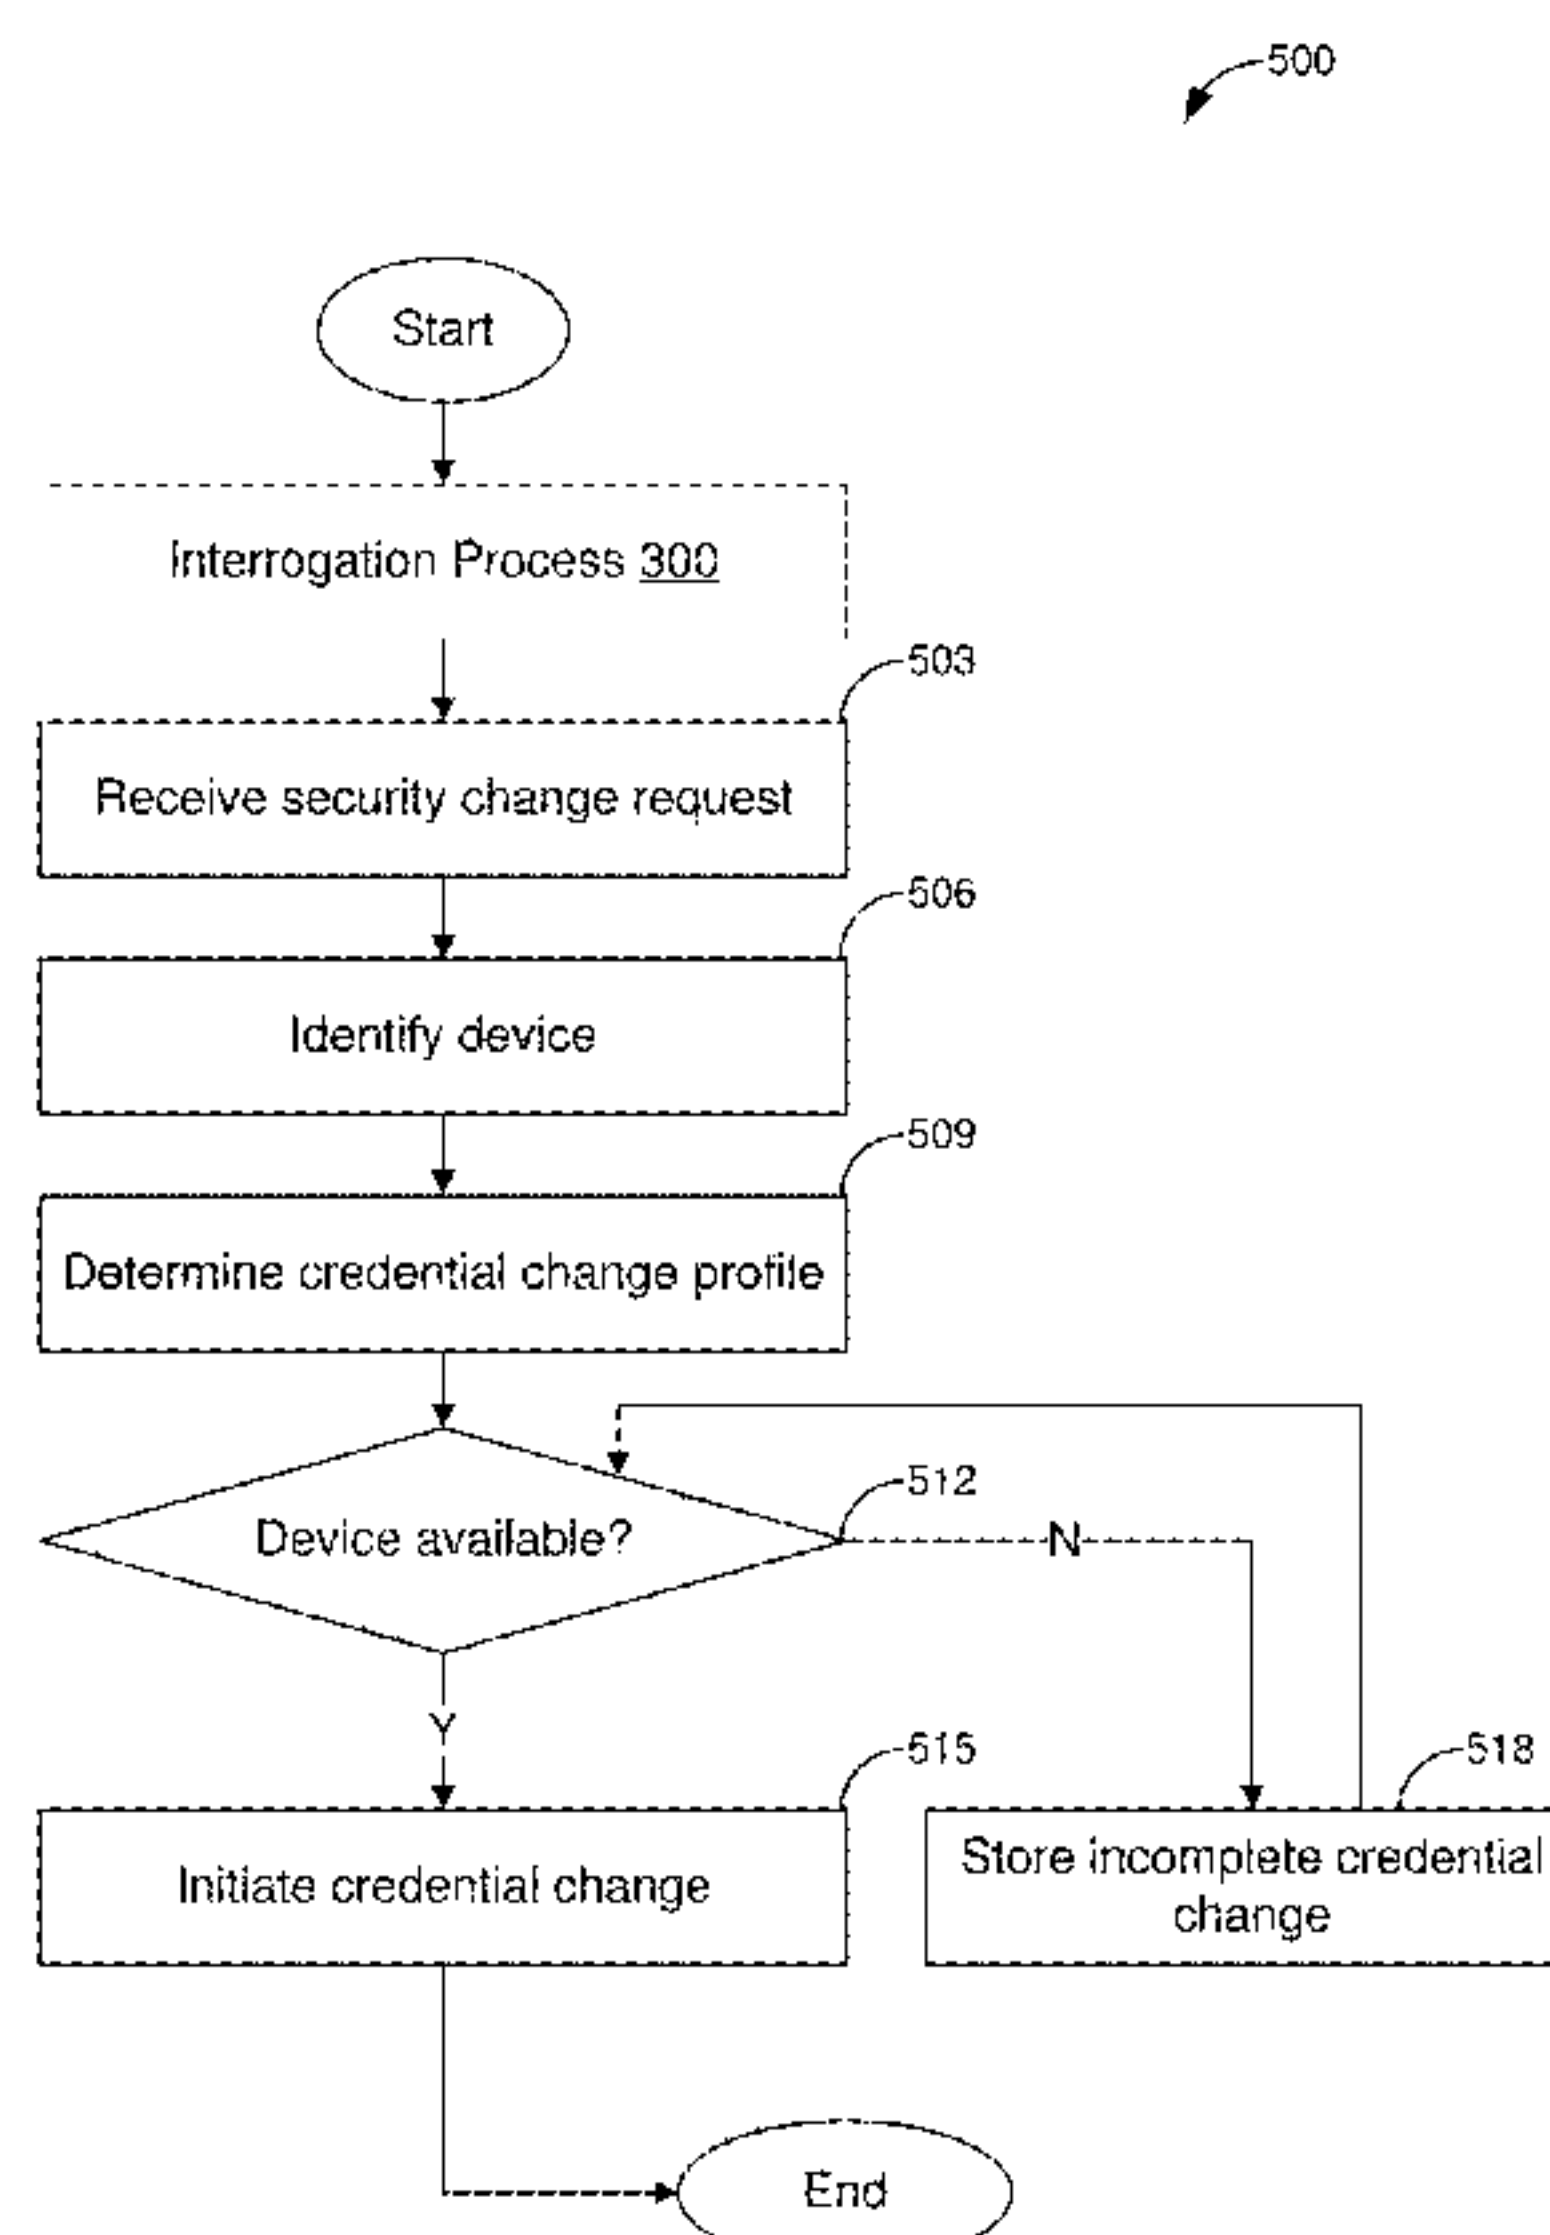 500
Start
Interrogation Process 300
503
Receive security change request
506
Identify device
509
Determine credential change profile
512
Device available?
N
Y
515
518
Initiate credential change
Store incomplete credential
change
End